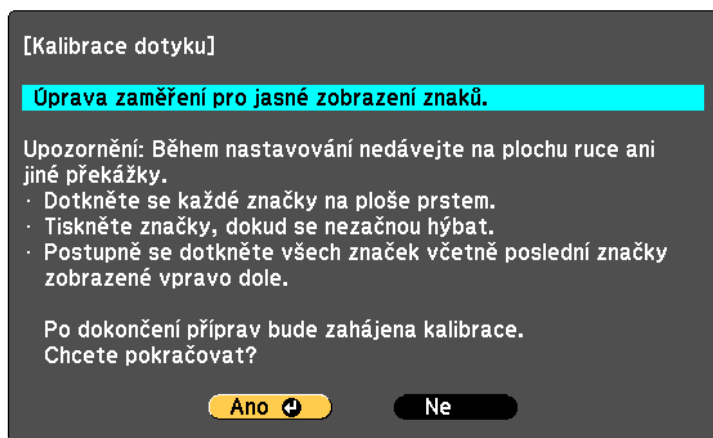 [Kalibrace dotyku]
Úprava zaměření pro jasné zobrazení znaků.
Upozornění: Během nastavování nedávejte na plochu ruce ani
jiné překážky.
· Dotkněte se každé značky na ploše prstem.
· Tiskněte značky, dokud se nezačnou hýbat.
· Postupně se dotkněte všech značek včetně poslední značky
zobrazené vpravo dole.
Po dokončení příprav bude zahájena kalibrace.
Chcete pokračovat?
Ano Ne